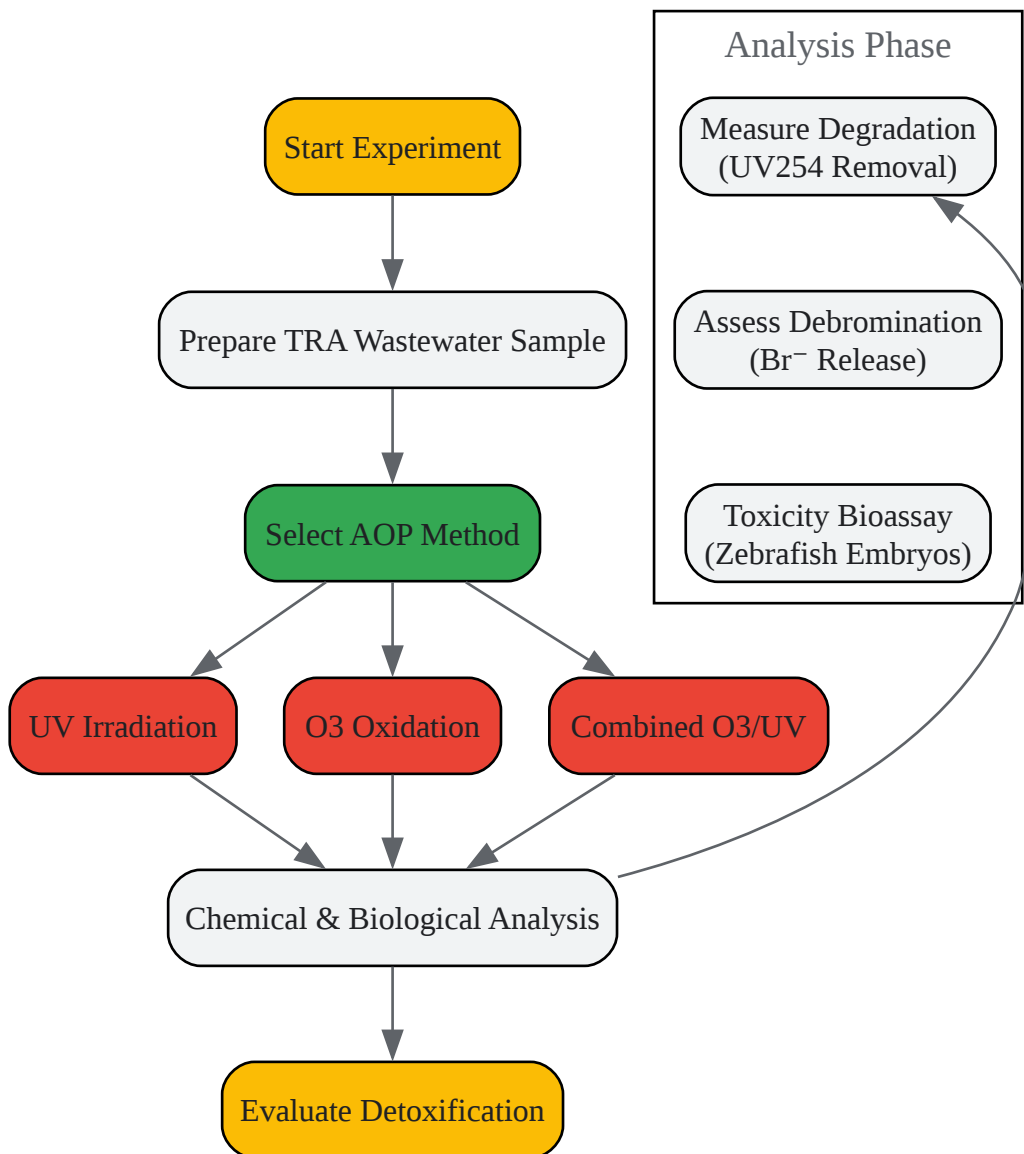 Analysis Phase
Measure Degradation
(UV254 Removal)
Assess Debromination
(Br⁻ Release)
Toxicity Bioassay
(Zebrafish Embryos)
Start Experiment
Prepare TRA Wastewater Sample
Select AOP Method
UV Irradiation
O3 Oxidation
Combined O3/UV
Chemical & Biological Analysis
Evaluate Detoxification